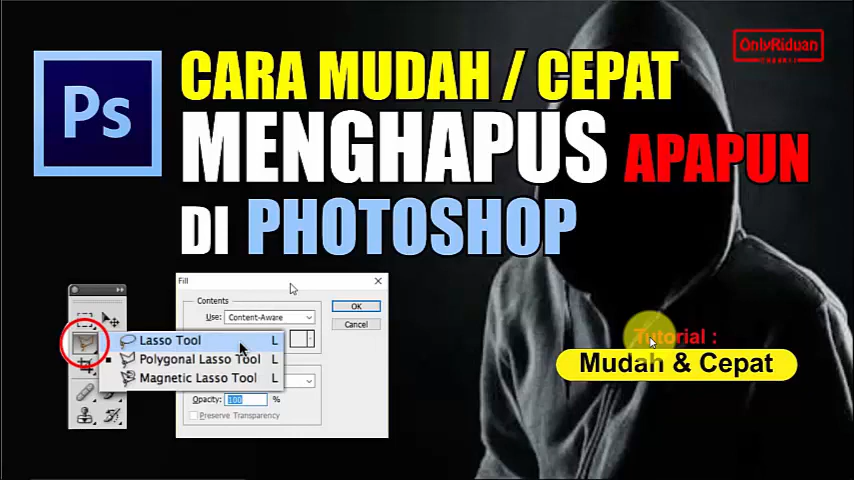 OnlyRiduan
CHANNEL
Ps
CARA MUDAH / CEPAT
MENGHAPUS APAPUN
DI PHOTOSHOP
Fill
Contents
Use: Content-Aware
OK
Cancel
Lasso Tool L
Polygonal Lasso Tool L
Magnetic Lasso Tool L
Opacity: 100 %
Preserve Transparency
Tutorial :
Mudah & Cepat